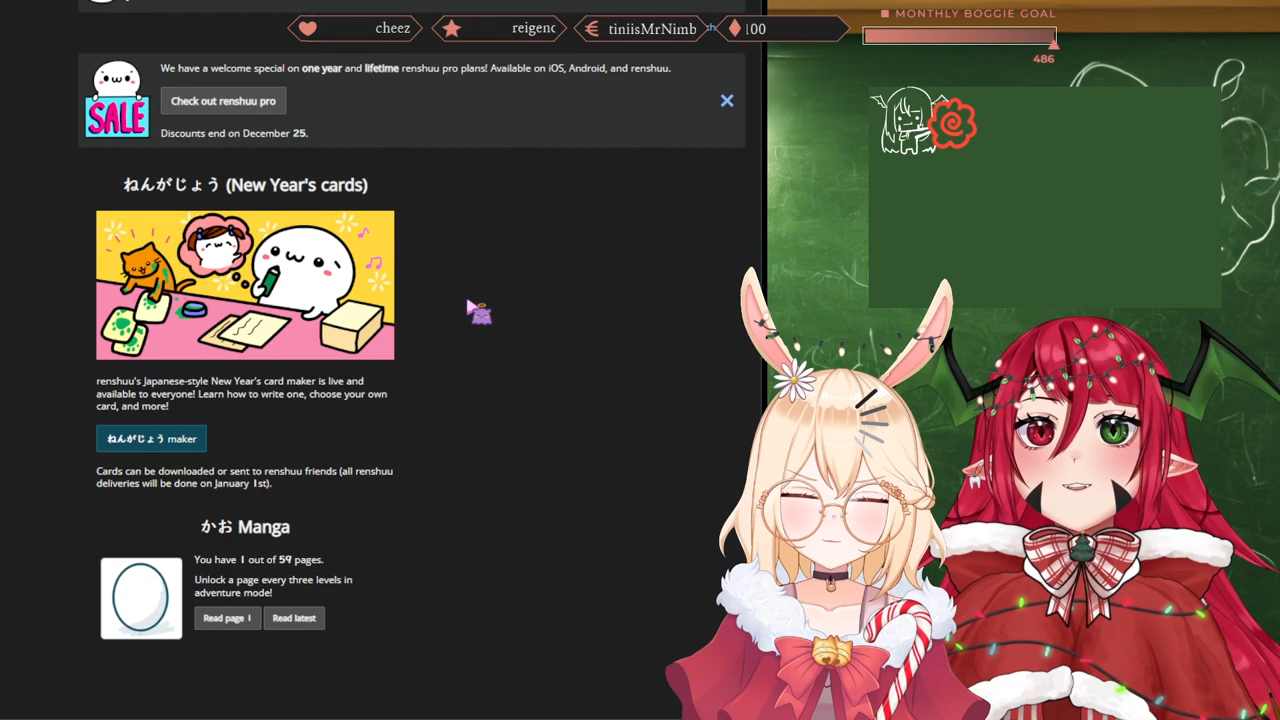 cheez
reigenc
tiniisMrNimb
100
MONTHLY BOGGIE GOAL
486
We have a welcome special on one year and lifetime renshuu pro plans! Available on iOS, Android, and renshuu.
SALE
Check out renshuu pro
Discounts end on December 25.
ねんがじょう (New Year's cards)
renshuu's Japanese-style New Year's card maker is live and
available to everyone! Learn how to write one, choose your own
card, and more!
ねんがじょう maker
Cards can be downloaded or sent to renshuu friends (all renshuu
deliveries will be done on January 1st).
かお Manga
You have 1 out of 59 pages.
Unlock a page every three levels in
adventure mode!
Read page 1
Read latest